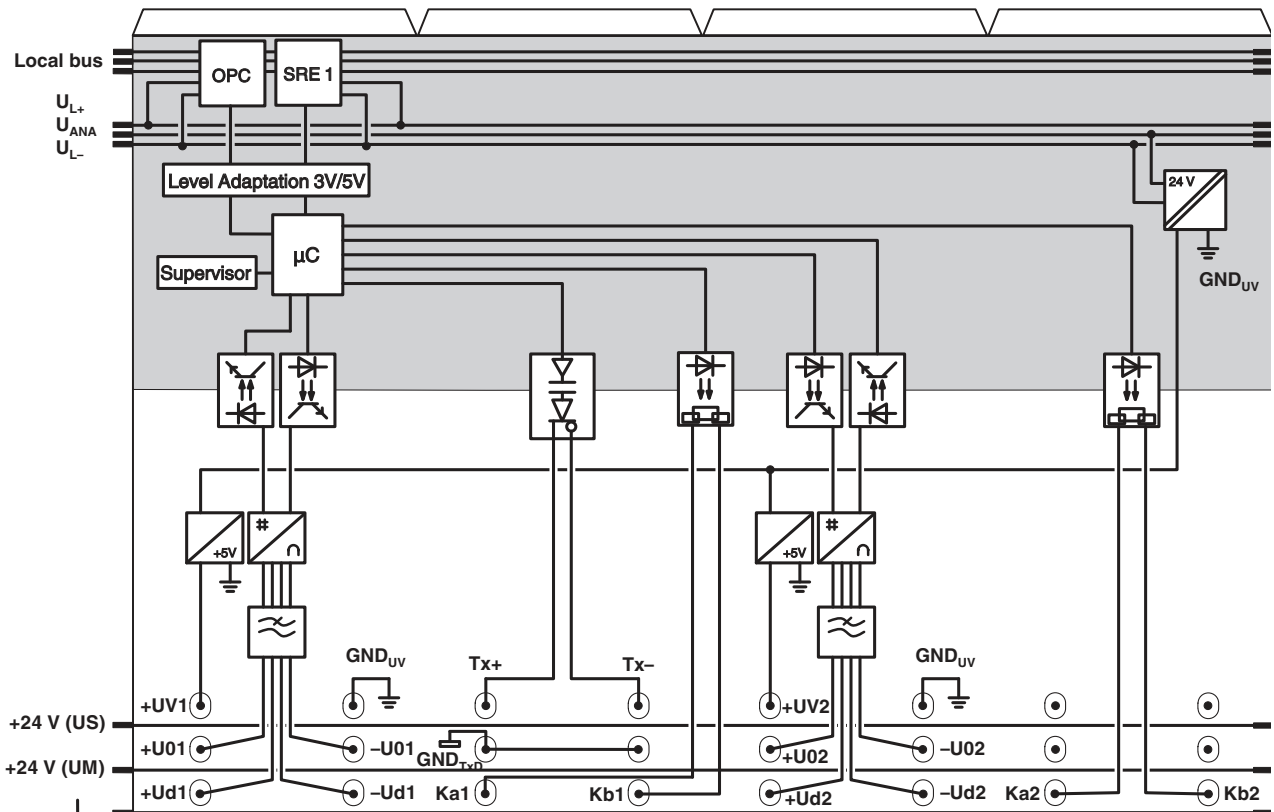 Local bus
OPC
SRE 1
UL+
UANA
UL–
Level Adaptation 3V/5V
24 V
µC
Supervisor
GNDUV
#
+5V
∩
#
+5V
∩
GNDUV
Tx+
Tx–
GNDUV
+UV1
+UV2
+24 V (US)
+U01
–U01
GNDTxD
+U02
–U02
+24 V (UM)
+Ud1
–Ud1
Ka1
Kb1
+Ud2
–Ud2
Ka2
Kb2